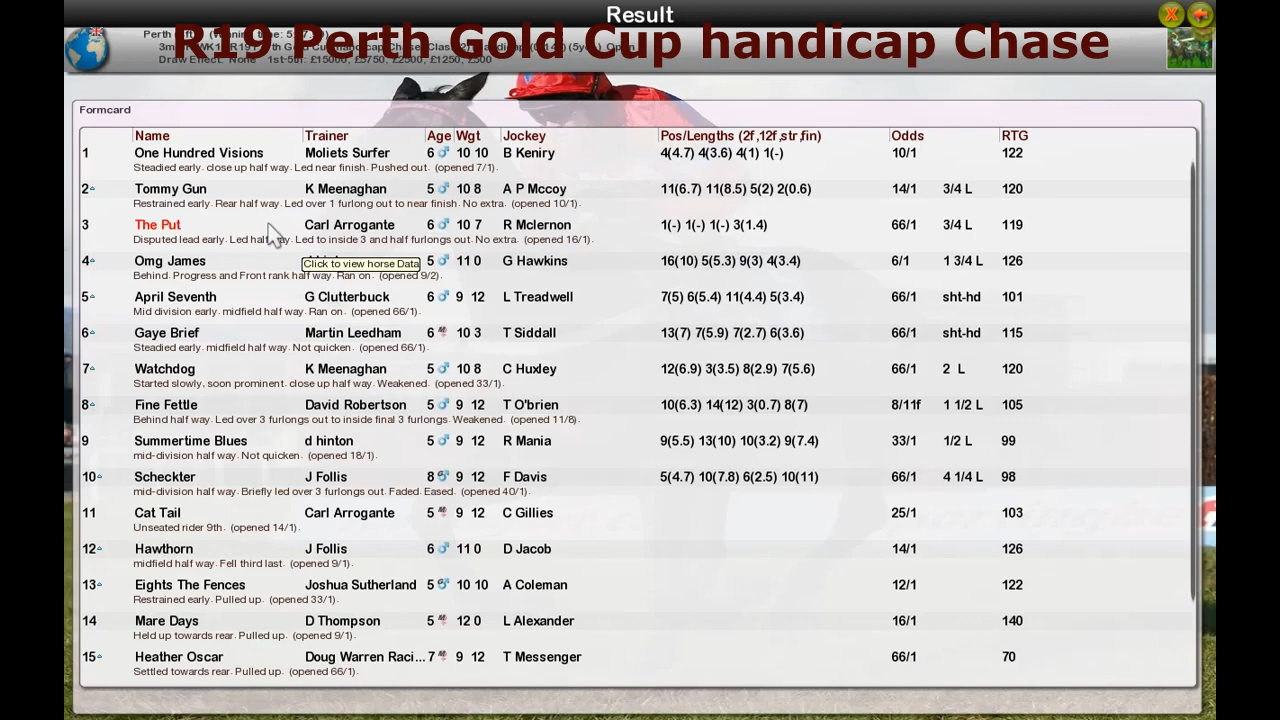 Result
R19 Perth Gold Cup handicap Chase
Draw Effect: None 1st-5th: £15000, £3750, £2500, £1250, £500
Formcard
Name Trainer Age Wgt Jockey Pos/Lengths (2f,12f,str,fin) Odds RTG
1 One Hundred Visions Moliets Surfer 6 10 10 B Keniry 4(4.7) 4(3.6) 4(1) 1(-) 10/1 122
Steadied early. close up half way. Led near finish. Pushed out. (opened 7/1).
2 Tommy Gun K Meenaghan 5 10 8 A P Mccoy 11(6.7) 11(8.5) 5(2) 2(0.6) 14/1 3/4 L 120
Restrained early. Rear half way. Led over 1 furlong out to near finish. No extra. (opened 10/1).
3 The Put Carl Arrogante 6 10 7 R Mclernon 1(-) 1(-) 1(-) 3(1.4) 66/1 3/4 L 119
Disputed lead early. Led half way. Led to inside 3 and half furlongs out. No extra. (opened 16/1).
4 Omg James 5 11 0 G Hawkins 16(10) 5(5.3) 9(3) 4(3.4) 6/1 1 3/4 L 126
Click to view horse Data
Behind. Progress and Front rank half way. Ran on. (opened 9/2).
5 April Seventh G Clutterbuck 6 9 12 L Treadwell 7(5) 6(5.4) 11(4.4) 5(3.4) 66/1 sht-hd 101
Mid division early. midfield half way. Ran on. (opened 66/1).
6 Gaye Brief Martin Leedham 6 10 3 T Siddall 13(7) 7(5.9) 7(2.7) 6(3.6) 66/1 sht-hd 115
Steadied early. midfield half way. Not quicken. (opened 66/1).
7 Watchdog K Meenaghan 5 10 8 C Huxley 12(6.9) 3(3.5) 8(2.9) 7(5.6) 66/1 2 L 120
Started slowly, soon prominent. close up half way. Weakened. (opened 33/1).
8 Fine Fettle David Robertson 5 9 12 T O'brien 10(6.3) 14(12) 3(0.7) 8(7) 8/11f 1 1/2 L 105
Behind half way. Led over 3 furlongs out to inside final 3 furlongs. Weakened. (opened 11/8).
9 Summertime Blues d hinton 5 9 12 R Mania 9(5.5) 13(10) 10(3.2) 9(7.4) 33/1 1/2 L 99
mid-division half way. Not quicken. (opened 18/1).
10 Scheckter J Follis 8 9 12 F Davis 5(4.7) 10(7.8) 6(2.5) 10(11) 66/1 4 1/4 L 98
mid-division half way. Briefly led over 3 furlongs out. Faded. Eased. (opened 40/1).
11 Cat Tail Carl Arrogante 5 9 12 C Gillies 25/1 103
Unseated rider 9th. (opened 14/1).
12 Hawthorn J Follis 6 11 0 D Jacob 14/1 126
midfield half way. Fell third last. (opened 9/1).
13 Eights The Fences Joshua Sutherland 5 10 10 A Coleman 12/1 122
Restrained early. Pulled up. (opened 33/1).
14 Mare Days D Thompson 5 12 0 L Alexander 16/1 140
Held up towards rear. Pulled up. (opened 9/1).
15 Heather Oscar Doug Warren Raci... 7 9 12 T Messenger 66/1 70
Settled towards rear. Pulled up. (opened 66/1).